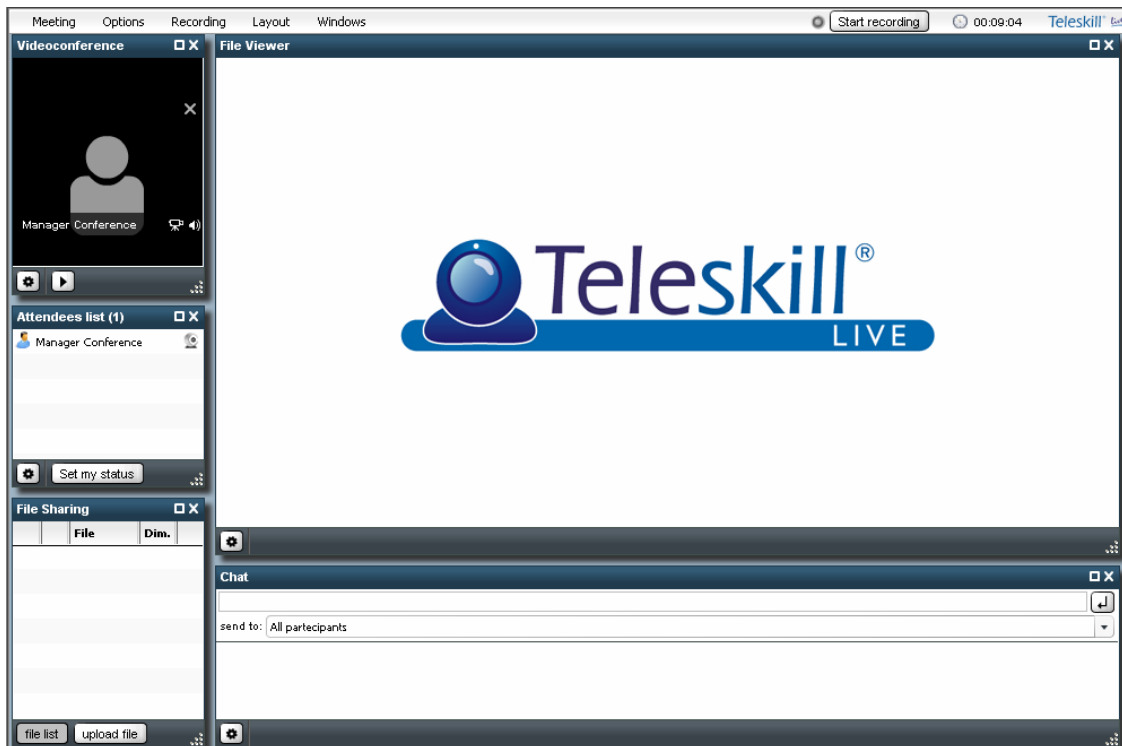 Meeting Options Recording Layout Windows Start recording 00:09:04 Teleskill®
Videoconference
Manager Conference
Attendees list (1)
Manager Conference
Set my status
File Sharing
File Dim.
file list upload file
File Viewer
Teleskill®
LIVE
Chat
send to: All partecipants